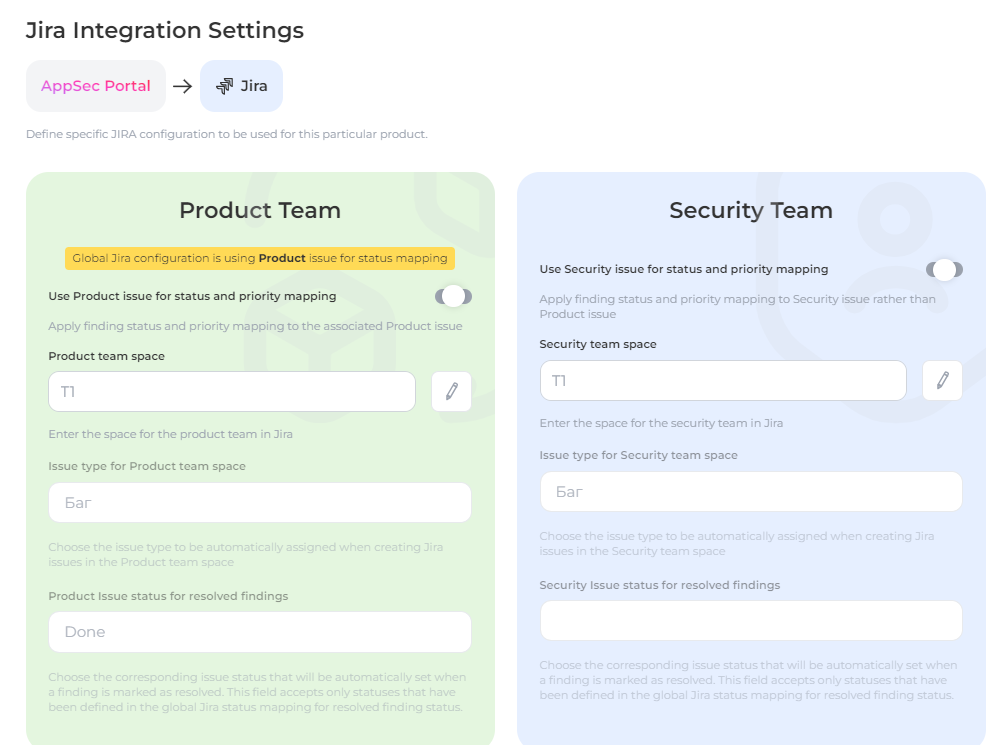 Jira Integration Settings
AppSec Portal
Jira
Define specific JIRA configuration to be used for this particular product.
Product Team
Global Jira configuration is using Product issue for status mapping
Use Product issue for status and priority mapping
Apply finding status and priority mapping to the associated Product issue
Product team space
T1
Enter the space for the product team in Jira
Issue type for Product team space
Баг
Choose the issue type to be automatically assigned when creating Jira
issues in the Product team space
Product Issue status for resolved findings
Done
Choose the corresponding issue status that will be automatically set when
a finding is marked as resolved. This field accepts only statuses that have
been defined in the global Jira status mapping for resolved finding status.
Security Team
Use Security issue for status and priority mapping
Apply finding status and priority mapping to Security issue rather than
Product issue
Security team space
T1
Enter the space for the security team in Jira
Issue type for Security team space
Баг
Choose the issue type to be automatically assigned when creating Jira
issues in the Security team space
Security Issue status for resolved findings
Choose the corresponding issue status that will be automatically set when
a finding is marked as resolved. This field accepts only statuses that have
been defined in the global Jira status mapping for resolved finding status.